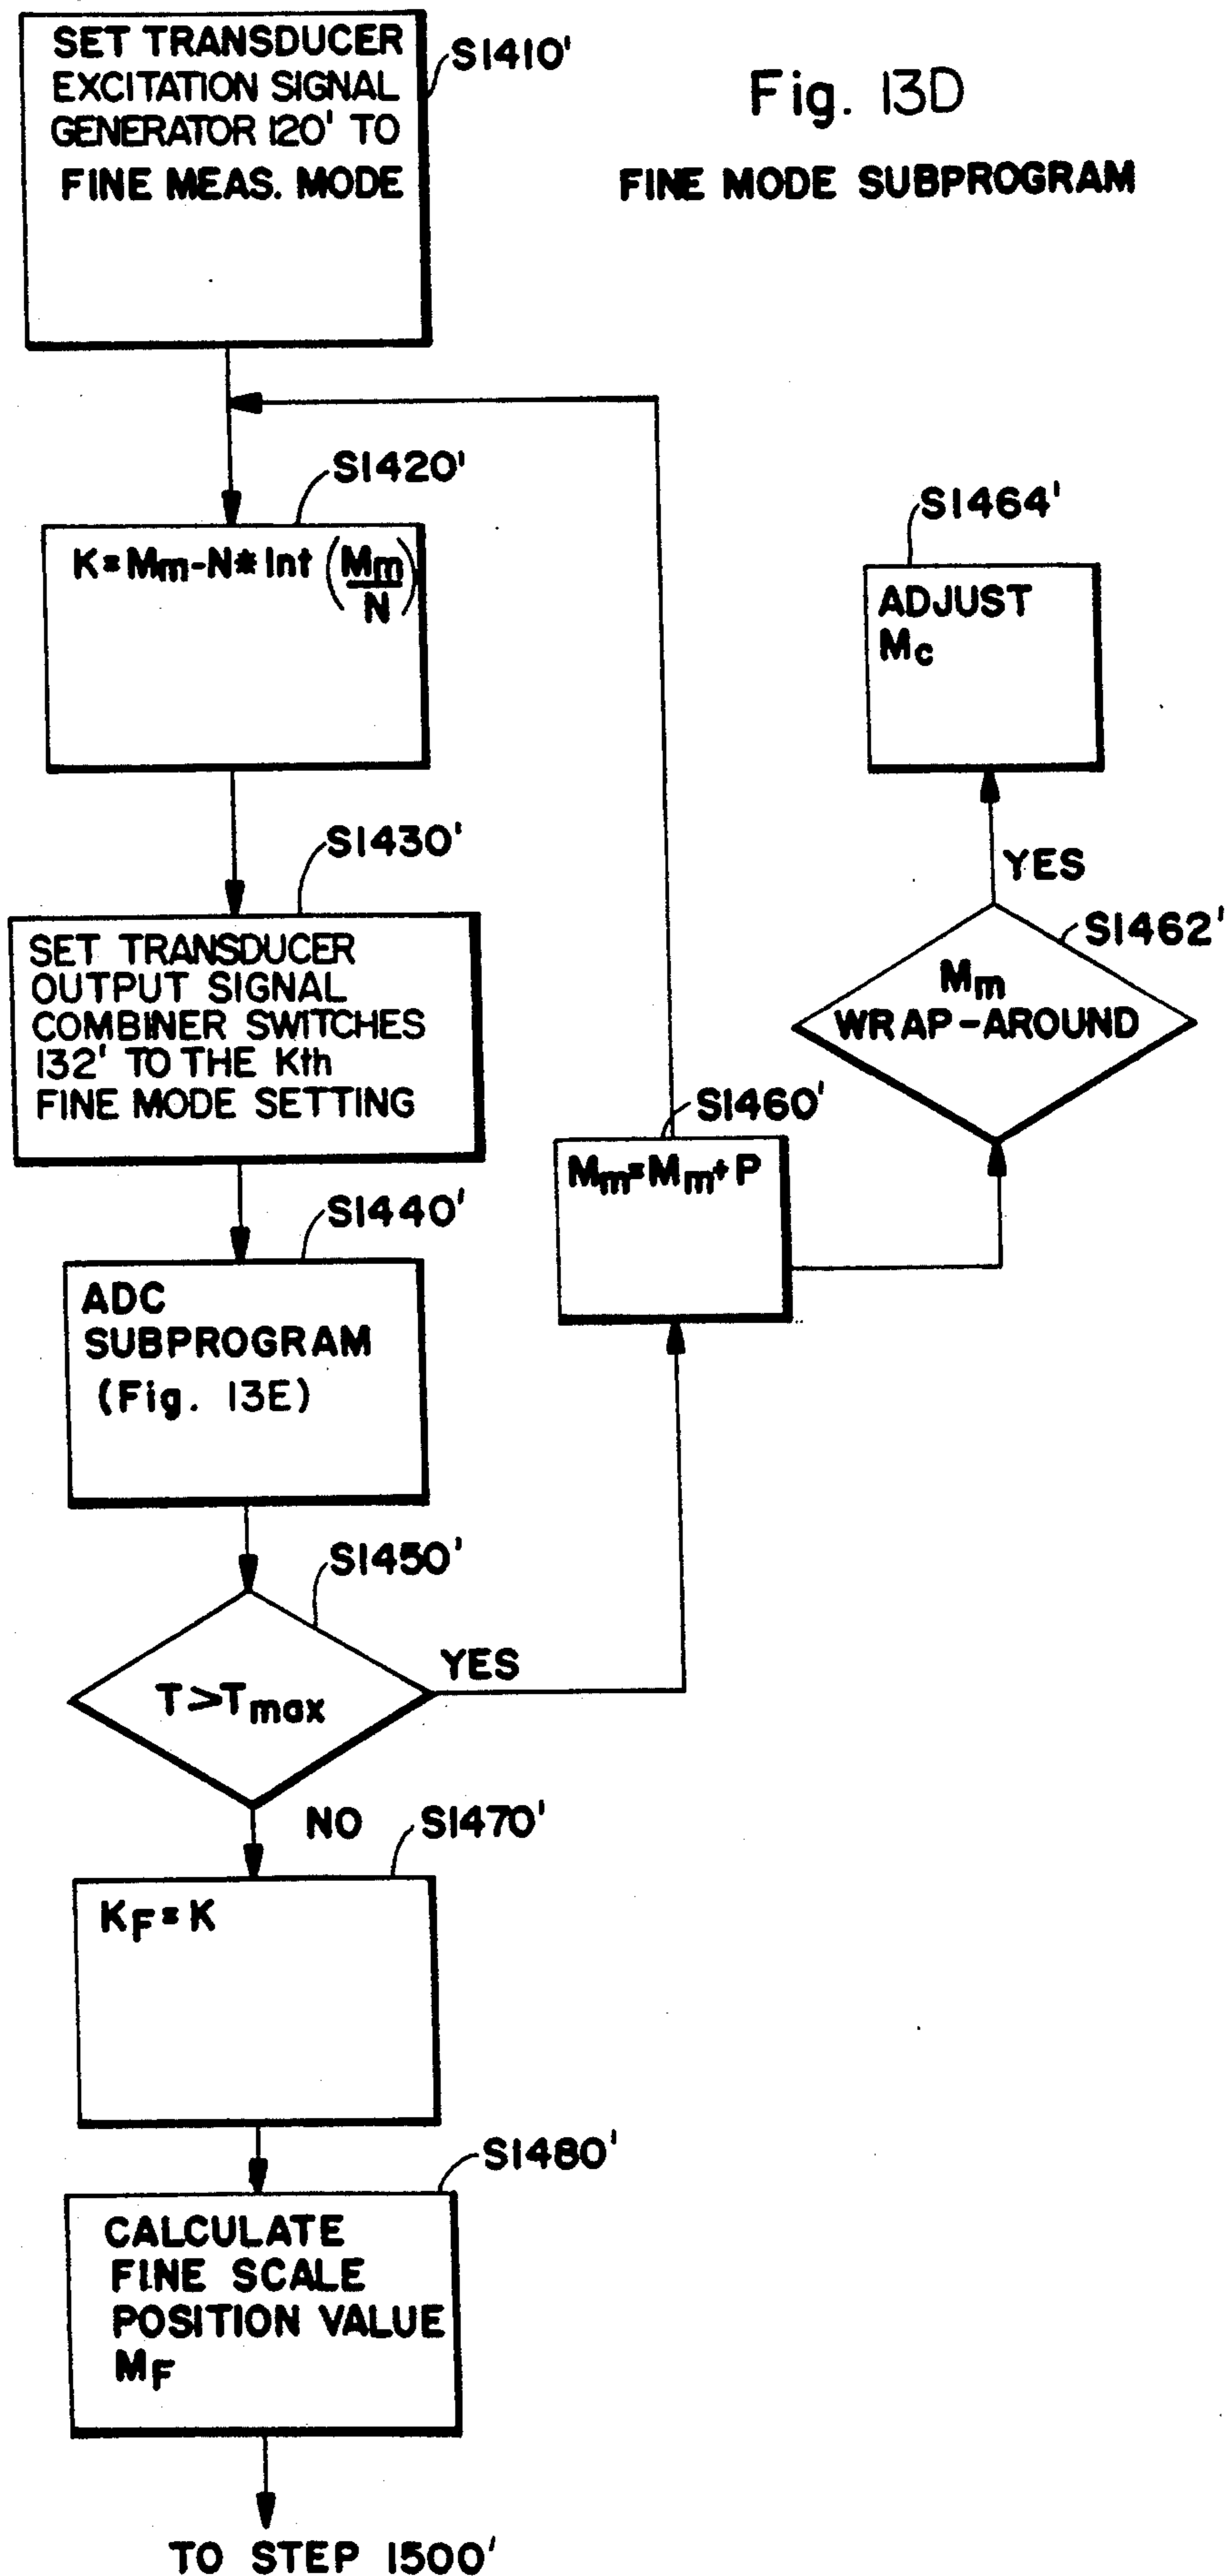 SET TRANSDUCER
EXCITATION SIGNAL
GENERATOR 120' TO
FINE MEAS. MODE
S1410'
Fig. 13D
FINE MODE SUBPROGRAM
S1420'
K=Mm-N* Int (Mm/N)
S1430'
SET TRANSDUCER
OUTPUT SIGNAL
COMBINER SWITCHES
132' TO THE Kth
FINE MODE SETTING
S1440'
ADC
SUBPROGRAM
(Fig. 13E)
S1450'
T>Tmax
YES
S1460'
Mm=Mm+P
S1462'
Mm
WRAP-AROUND
YES
S1464'
ADJUST
Mc
NO
S1470'
KF=K
S1480'
CALCULATE
FINE SCALE
POSITION VALUE
MF
TO STEP 1500'